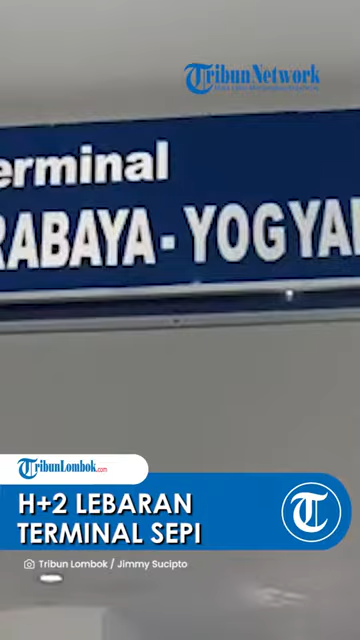 TribunNetwork
erminal
RABAYA - YOGYA
TribunLombok.com
H+2 LEBARAN
TERMINAL SEPI
Tribun Lombok / Jimmy Sucipto